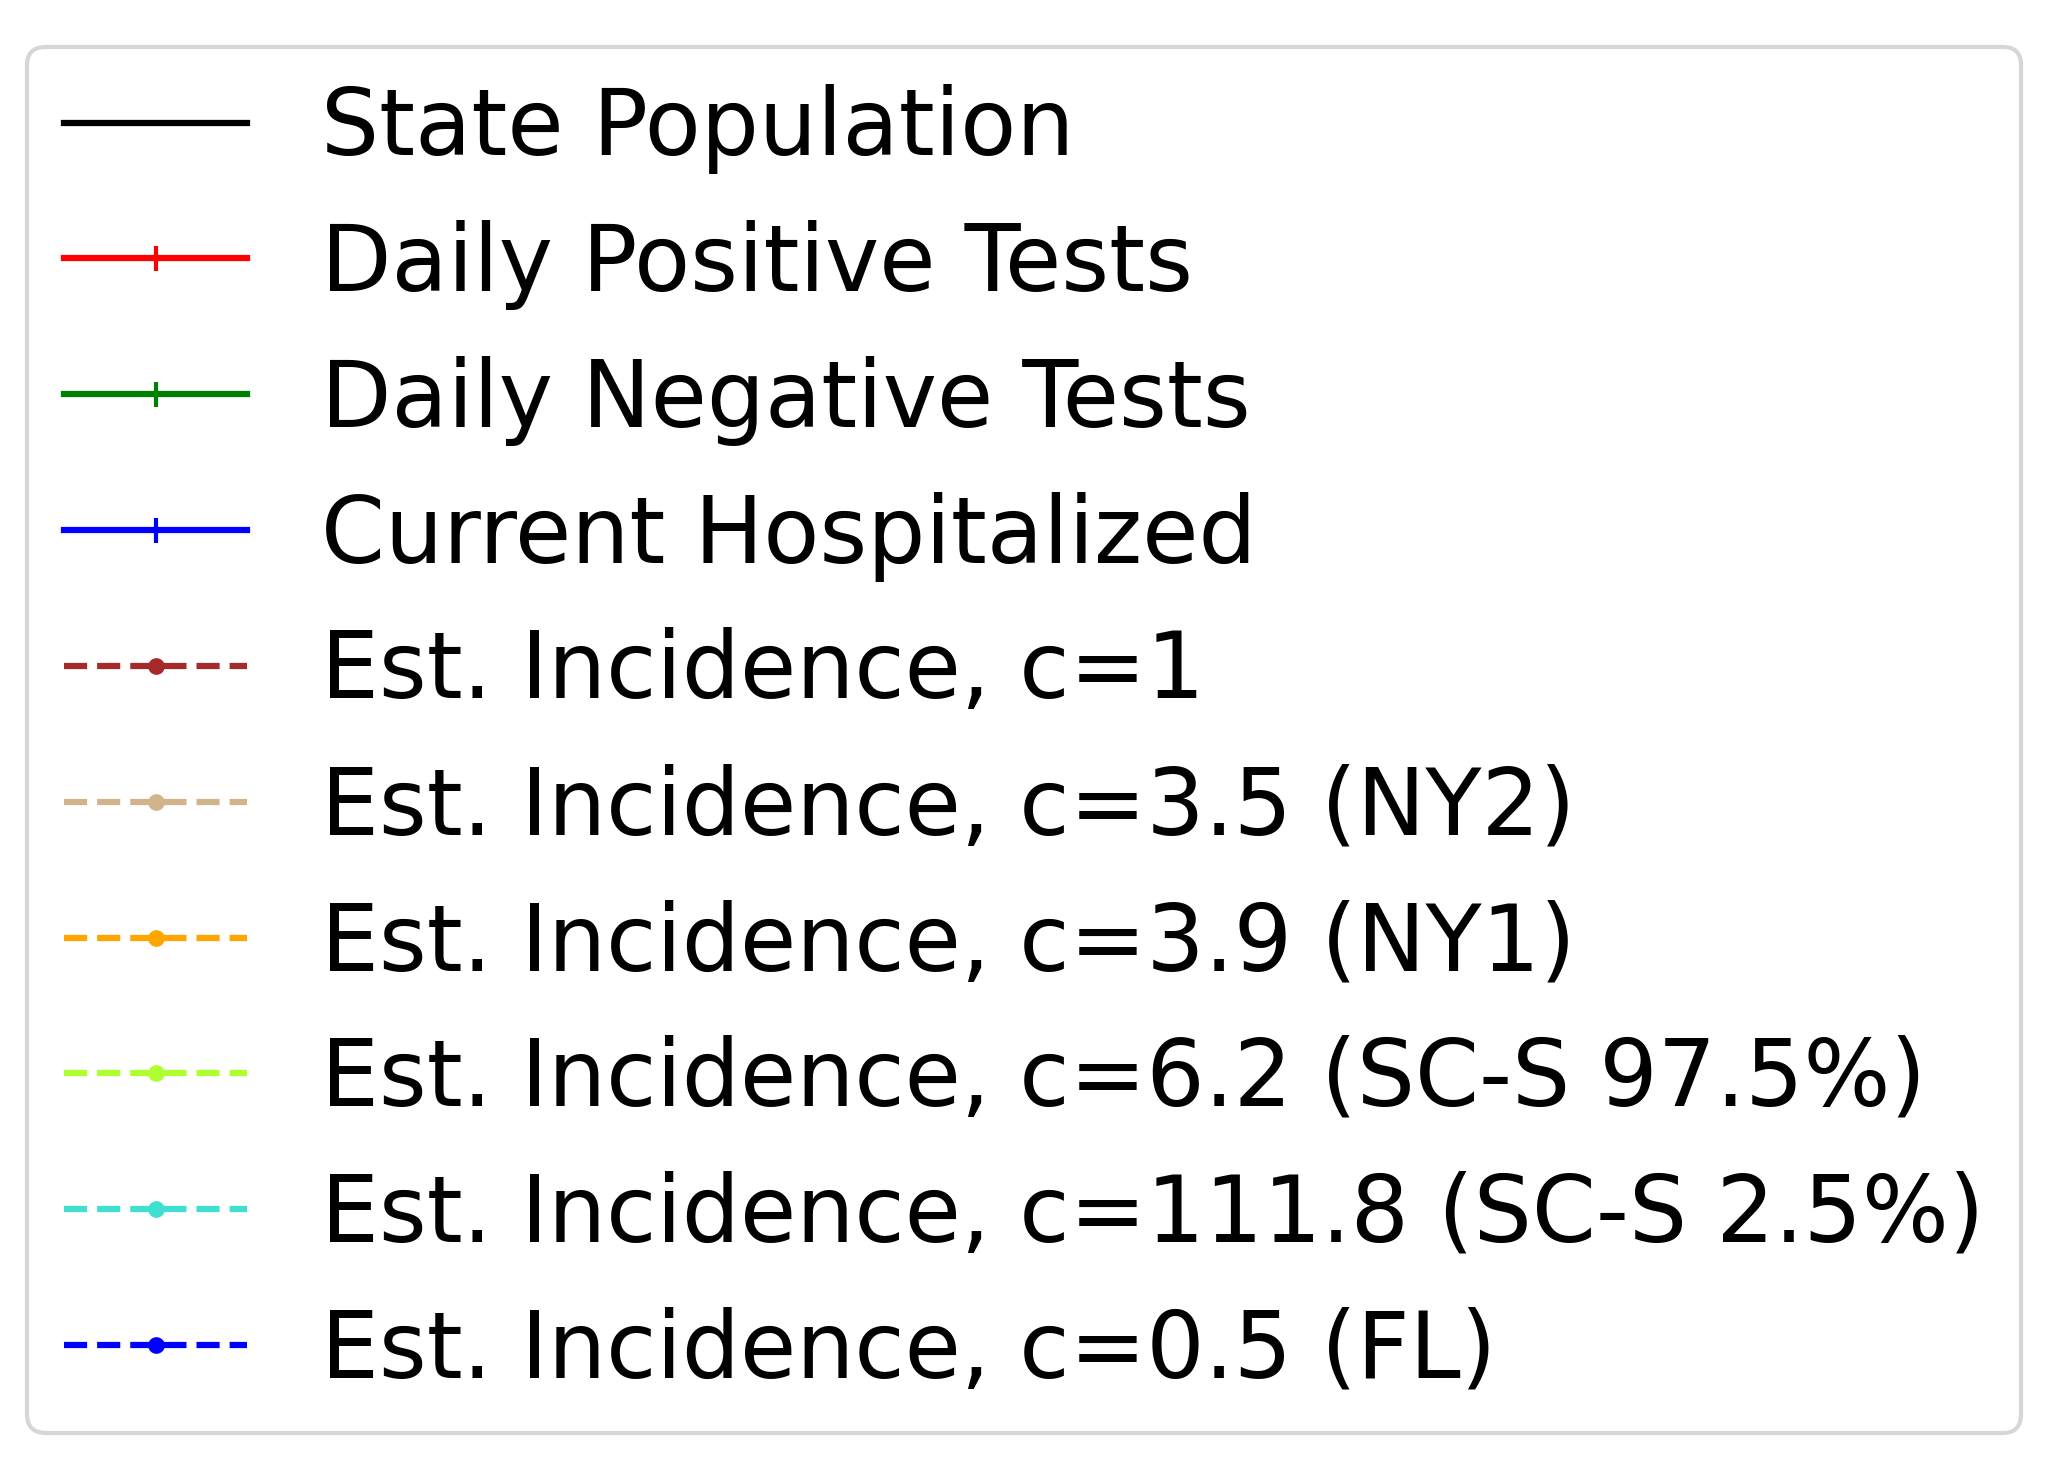 State Population
Daily Positive Tests
Daily Negative Tests
Current Hospitalized
Est. Incidence, c=1
Est. Incidence, c=3.5 (NY2)
Est. Incidence, c=3.9 (NY1)
Est. Incidence, c=6.2 (SC-S 97.5%)
Est. Incidence, c=111.8 (SC-S 2.5%)
Est. Incidence, c=0.5 (FL)